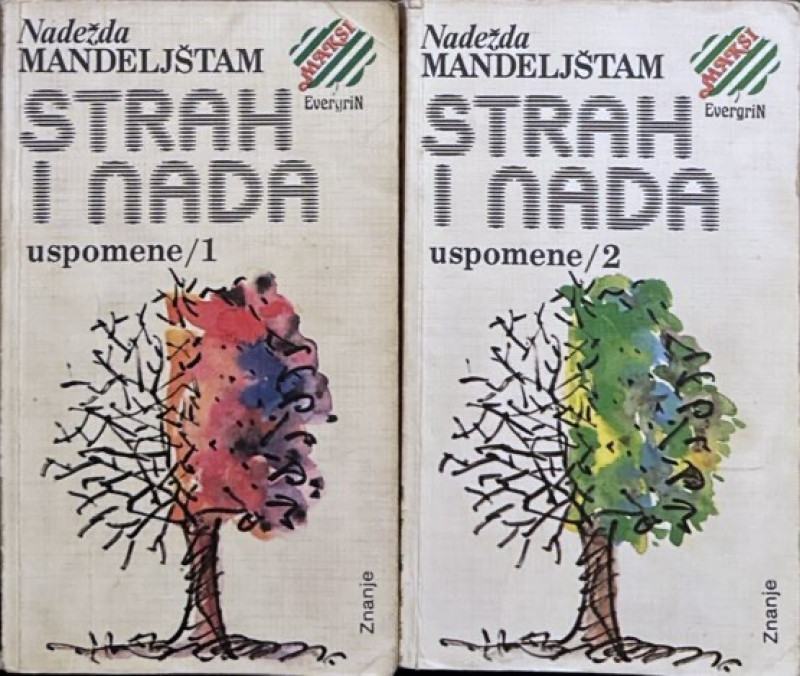 Nadežda
MANDELJŠTAM
MAKSI
EvergriN
STRAH
I NADA
uspomene/1
Znanje
Nadežda
MANDELJŠTAM
MAKSI
EvergriN
STRAH
I NADA
uspomene/2
Znanje